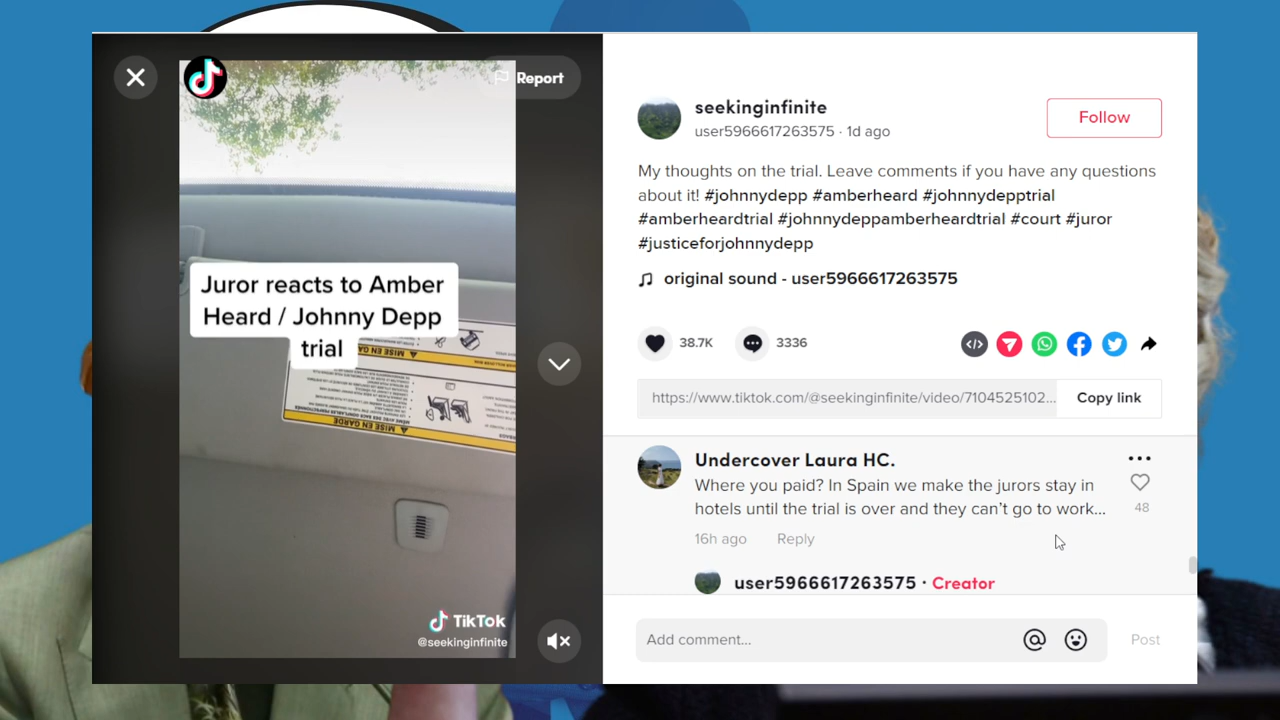 Report
Juror reacts to Amber
Heard / Johnny Depp
trial
MISE EN GARDE
MISE EN GARDE
TikTok
@seekinginfinite
seekinginfinite
user5966617263575 · 1d ago
Follow
My thoughts on the trial. Leave comments if you have any questions
about it! #johnnydepp #amberheard #johnnydepptrial
#amberheardtrial #johnnydeppamberheardtrial #court #juror
#justiceforjohnnydepp
original sound - user5966617263575
38.7K
3336
https://www.tiktok.com/@seekinginfinite/video/7104525102...
Copy link
Undercover Laura HC.
Where you paid? In Spain we make the jurors stay in
hotels until the trial is over and they can't go to work...
48
16h ago Reply
user5966617263575 · Creator
Add comment...
Post